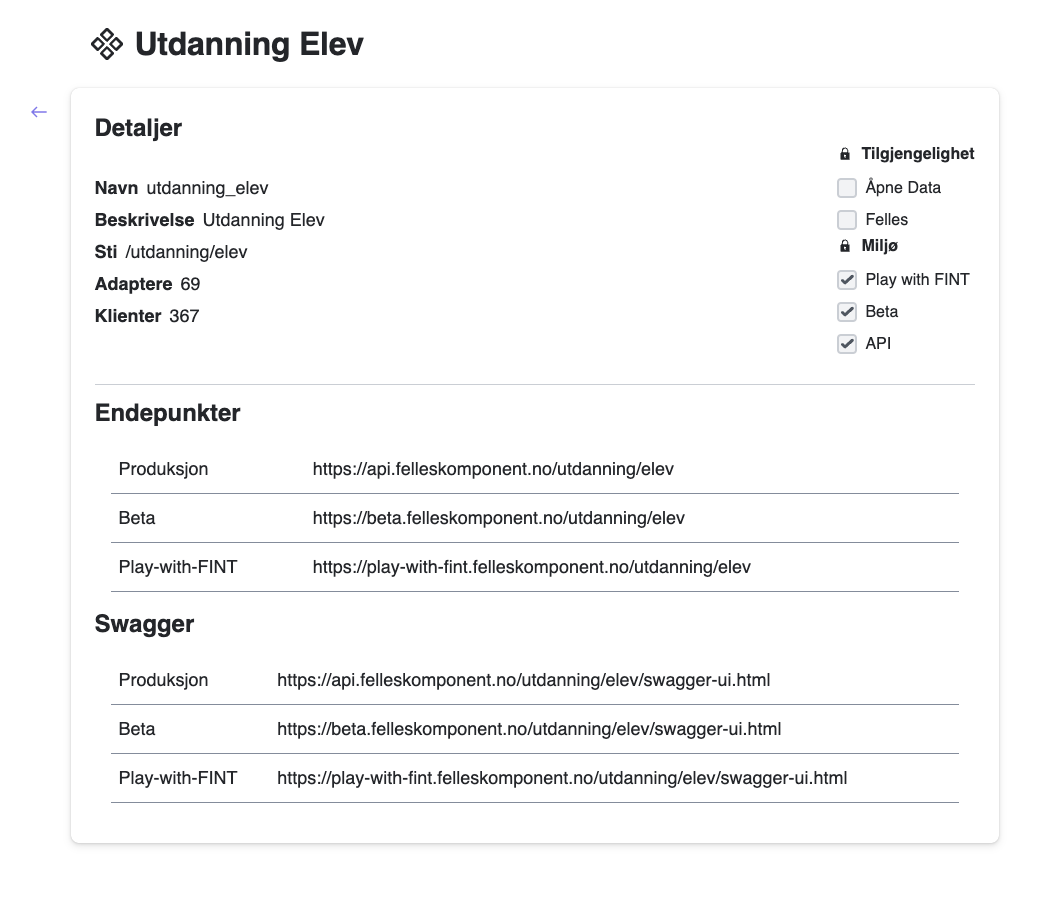 Utdanning Elev
Detaljer
Navn utdanning_elev
Beskrivelse Utdanning Elev
Sti /utdanning/elev
Adaptere 69
Klienter 367
Tilgjengelighet
Åpne Data
Felles
Miljø
Play with FINT
Beta
API
Endepunkter
Produksjon https://api.felleskomponent.no/utdanning/elev
Beta https://beta.felleskomponent.no/utdanning/elev
Play-with-FINT https://play-with-fint.felleskomponent.no/utdanning/elev
Swagger
Produksjon https://api.felleskomponent.no/utdanning/elev/swagger-ui.html
Beta https://beta.felleskomponent.no/utdanning/elev/swagger-ui.html
Play-with-FINT https://play-with-fint.felleskomponent.no/utdanning/elev/swagger-ui.html